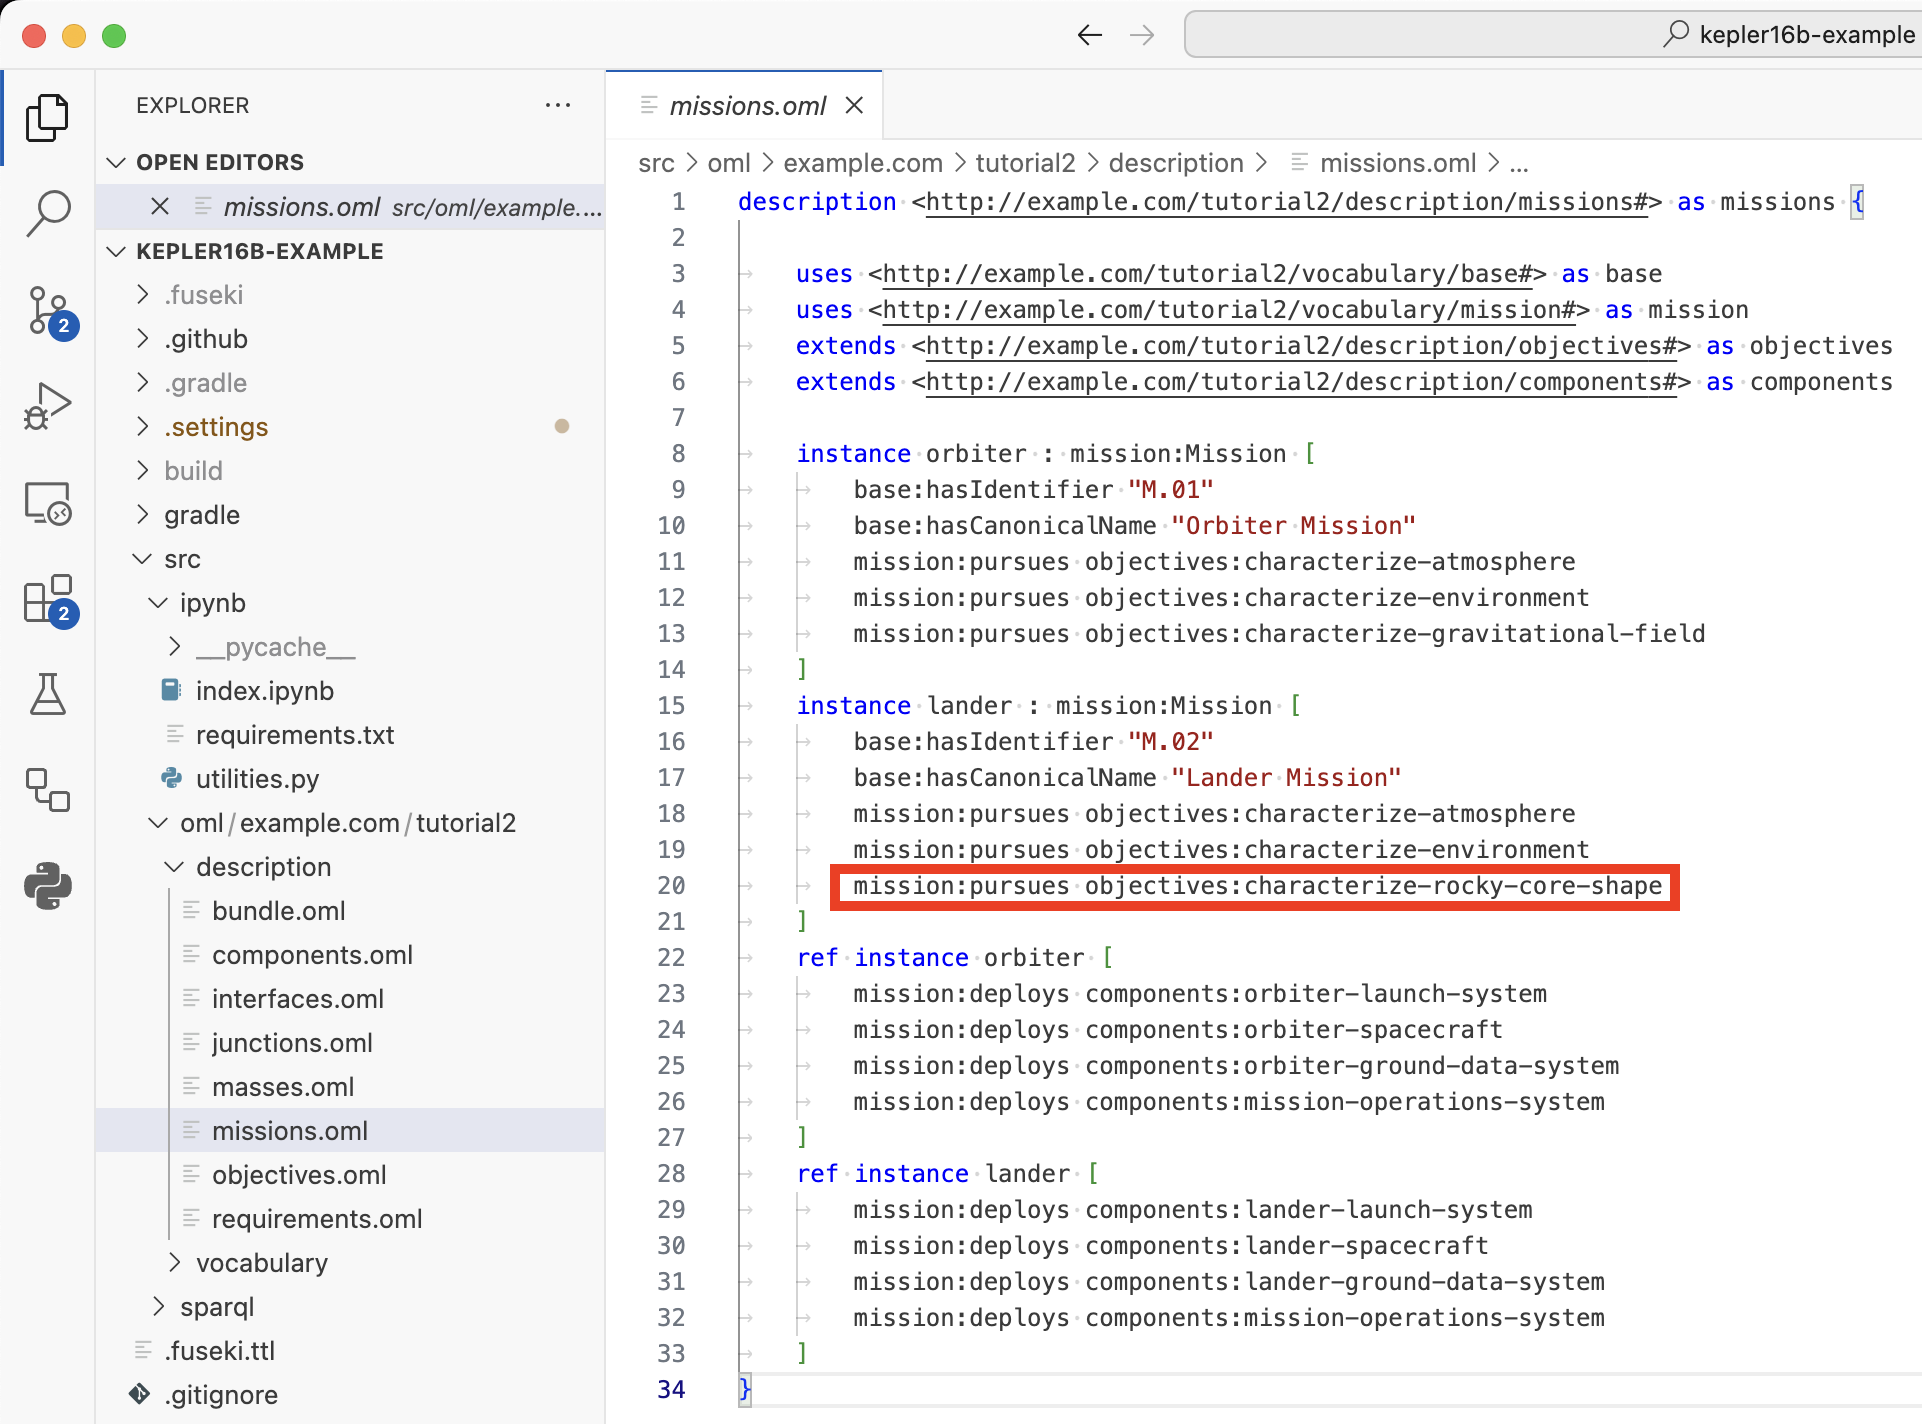 kepler16b-example
EXPLORER
OPEN EDITORS
missions.oml src/oml/example....
KEPLER16B-EXAMPLE
.fuseki
.github
.gradle
.settings
build
gradle
src
ipynb
__pycache__
index.ipynb
requirements.txt
utilities.py
oml/example.com/tutorial2
description
bundle.oml
components.oml
interfaces.oml
junctions.oml
masses.oml
missions.oml
objectives.oml
requirements.oml
vocabulary
sparql
.fuseki.ttl
.gitignore
2
2
missions.oml
src > oml > example.com > tutorial2 > description > missions.oml > ...
1 description <http://example.com/tutorial2/description/missions#> as missions {
2
3 uses <http://example.com/tutorial2/vocabulary/base#> as base
4 uses <http://example.com/tutorial2/vocabulary/mission#> as mission
5 extends <http://example.com/tutorial2/description/objectives#> as objectives
6 extends <http://example.com/tutorial2/description/components#> as components
7
8 instance orbiter : mission:Mission [
9 base:hasIdentifier "M.01"
10 base:hasCanonicalName "Orbiter Mission"
11 mission:pursues objectives:characterize-atmosphere
12 mission:pursues objectives:characterize-environment
13 mission:pursues objectives:characterize-gravitational-field
14 ]
15 instance lander : mission:Mission [
16 base:hasIdentifier "M.02"
17 base:hasCanonicalName "Lander Mission"
18 mission:pursues objectives:characterize-atmosphere
19 mission:pursues objectives:characterize-environment
20 mission:pursues objectives:characterize-rocky-core-shape
21 ]
22 ref instance orbiter [
23 mission:deploys components:orbiter-launch-system
24 mission:deploys components:orbiter-spacecraft
25 mission:deploys components:orbiter-ground-data-system
26 mission:deploys components:mission-operations-system
27 ]
28 ref instance lander [
29 mission:deploys components:lander-launch-system
30 mission:deploys components:lander-spacecraft
31 mission:deploys components:lander-ground-data-system
32 mission:deploys components:mission-operations-system
33 ]
34 }